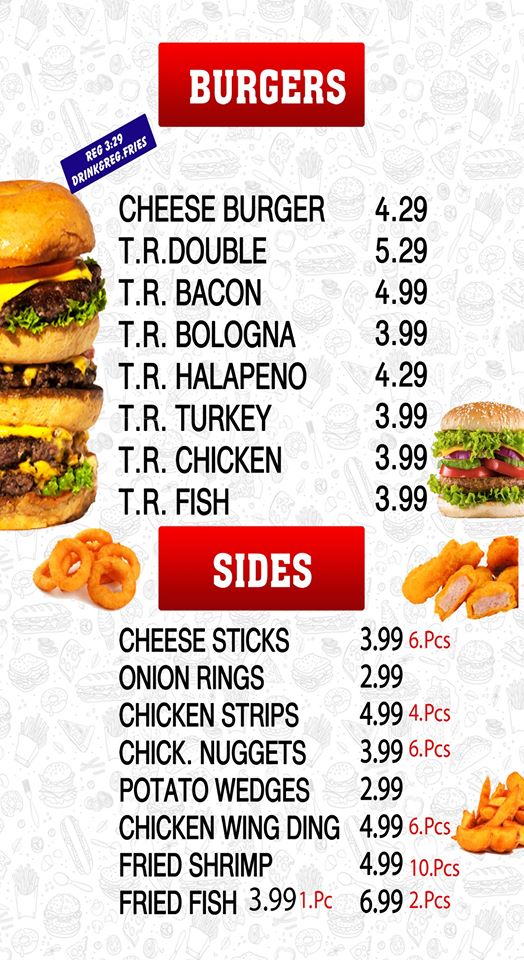 BURGERS
REG 3:29
DRINK&REG.FRIES
CHEESE BURGER 4.29
T.R.DOUBLE 5.29
T.R. BACON 4.99
T.R. BOLOGNA 3.99
T.R. HALAPENO 4.29
T.R. TURKEY 3.99
T.R. CHICKEN 3.99
T.R. FISH 3.99
SIDES
CHEESE STICKS 3.99 6.Pcs
ONION RINGS 2.99
CHICKEN STRIPS 4.99 4.Pcs
CHICK. NUGGETS 3.99 6.Pcs
POTATO WEDGES 2.99
CHICKEN WING DING 4.99 6.Pcs
FRIED SHRIMP 4.99 10.Pcs
FRIED FISH 3.99 1.Pc 6.99 2.Pcs